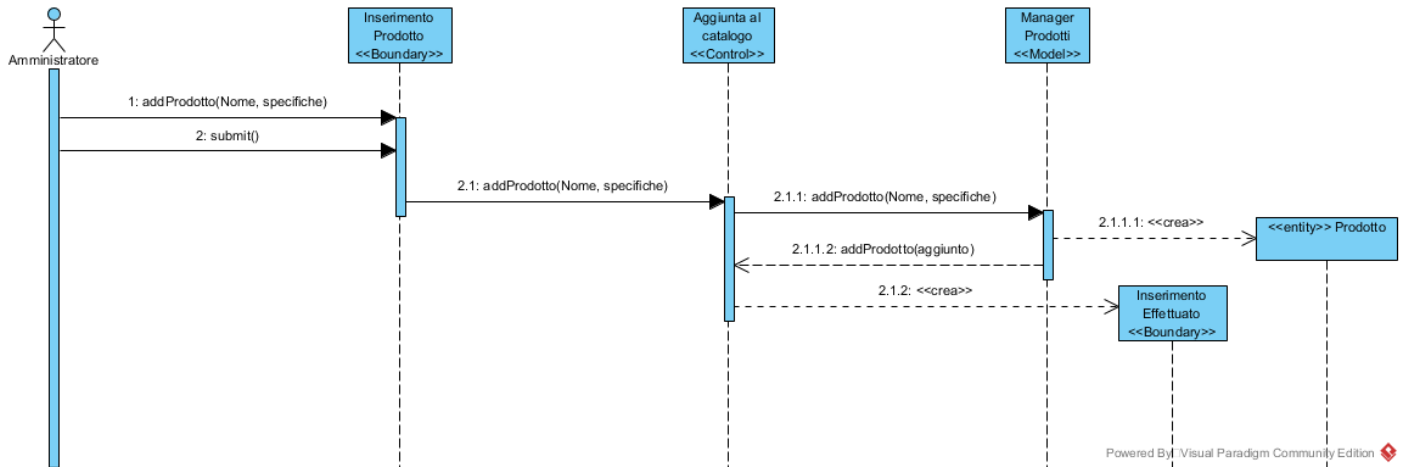 Amministratore
Inserimento
Prodotto
<<Boundary>>
Aggiunta al
catalogo
<<Control>>
Manager
Prodotti
<<Model>>
1: addProdotto(Nome, specifiche)
2: submit()
2.1: addProdotto(Nome, specifiche)
2.1.1: addProdotto(Nome, specifiche)
2.1.1.1: <<crea>>
<<entity>> Prodotto
2.1.1.2: addProdotto(aggiunto)
2.1.2: <<crea>>
Inserimento
Effettuato
<<Boundary>>
Powered By Visual Paradigm Community Edition